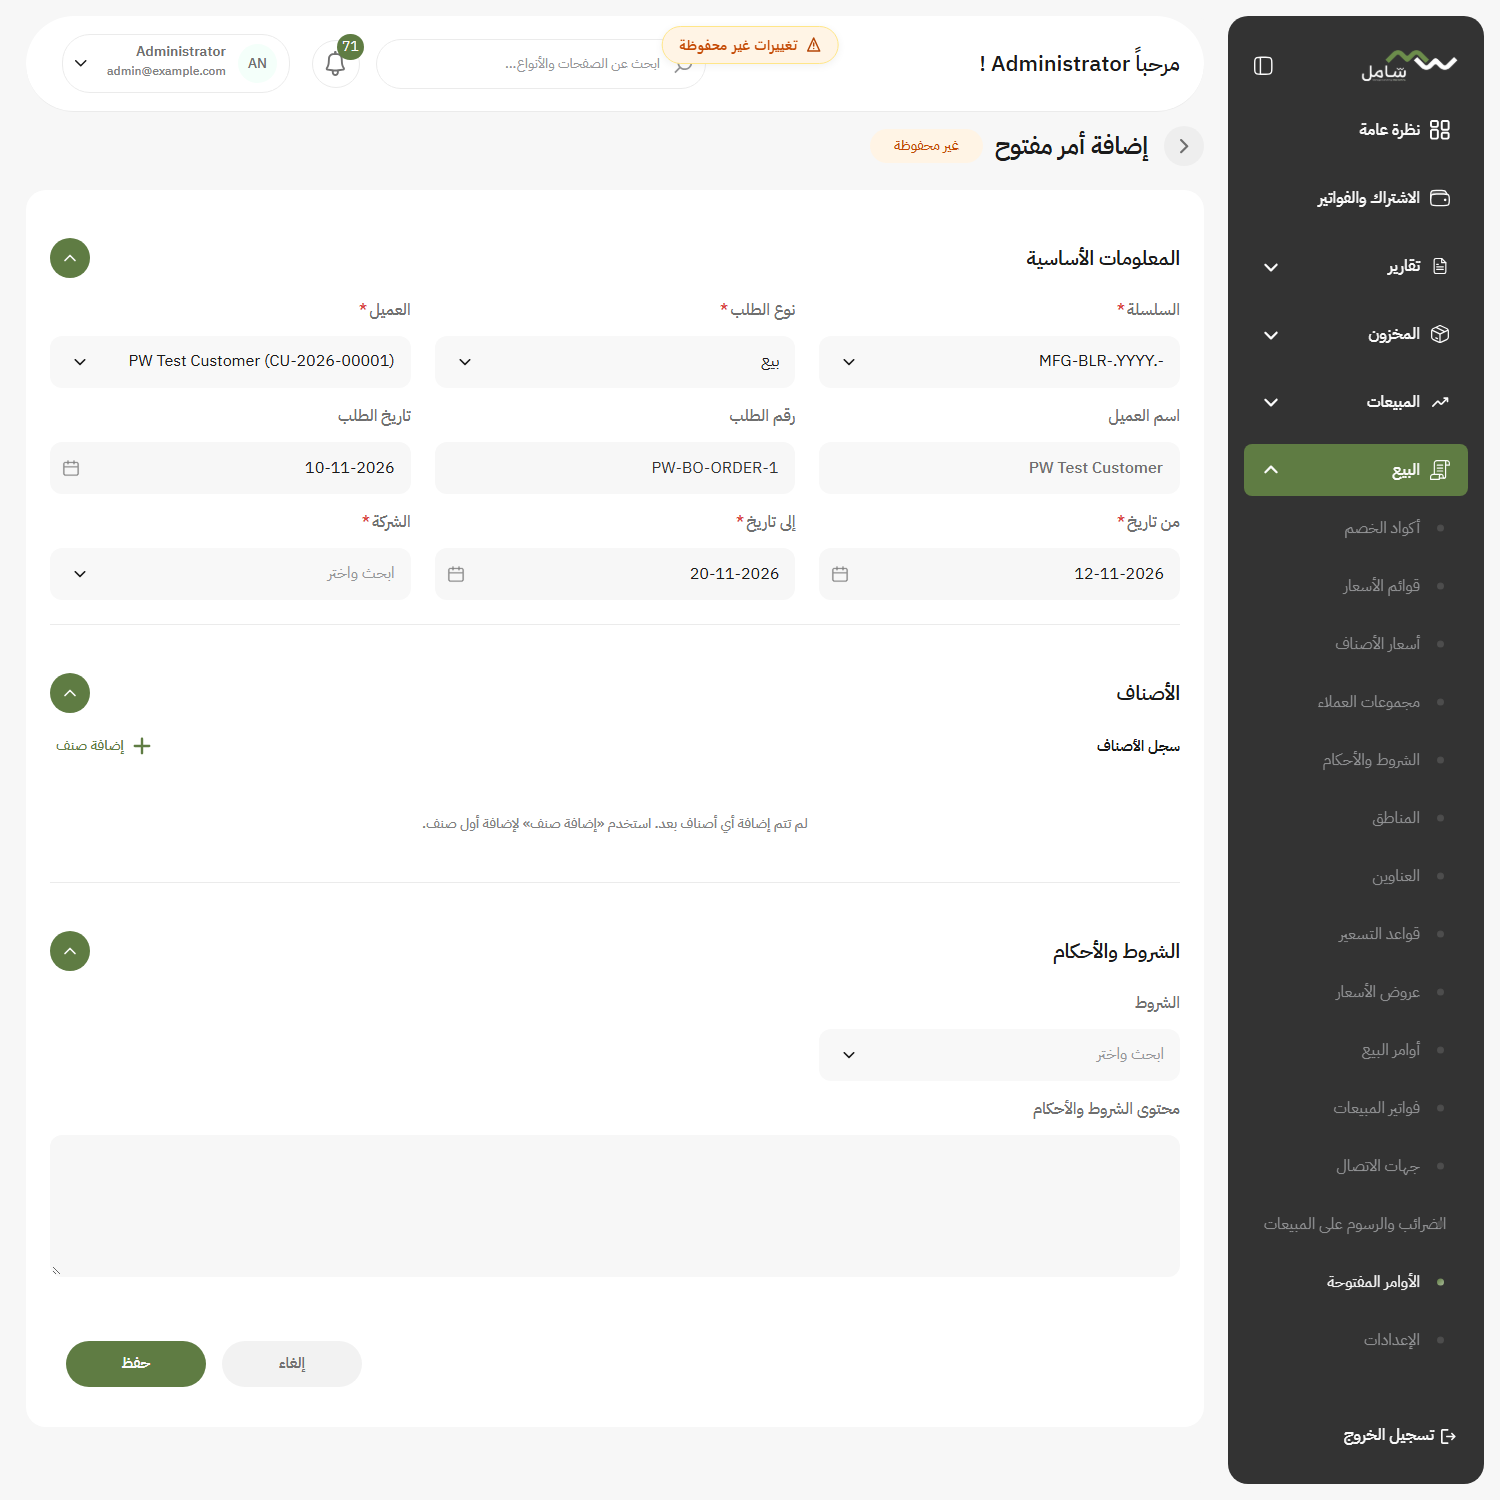 شامل
نظرة عامة
الاشتراك والفواتير
تقارير
المخزون
المبيعات
البيع
أكواد الخصم
قوائم الأسعار
أسعار الأصناف
مجموعات العملاء
الشروط والأحكام
المناطق
العناوين
قواعد التسعير
عروض الأسعار
أوامر البيع
فواتير المبيعات
جهات الاتصال
الضرائب والرسوم على المبيعات
الأوامر المفتوحة
الإعدادات
تسجيل الخروج
مرحباً Administrator !
تغييرات غير محفوظة
ابحث عن الصفحات والأنواع...
71
AN
Administrator
admin@example.com
إضافة أمر مفتوح
غير محفوظة
المعلومات الأساسية
السلسلة* نوع الطلب* العميل*
MFG-BLR-.YYYY.- بيع PW Test Customer (CU-2026-00001)
اسم العميل رقم الطلب تاريخ الطلب
PW Test Customer PW-BO-ORDER-1 10-11-2026
من تاريخ* إلى تاريخ* الشركة*
12-11-2026 20-11-2026 ابحث واختر
الأصناف
سجل الأصناف إضافة صنف
لم تتم إضافة أي أصناف بعد. استخدم «إضافة صنف» لإضافة أول صنف.
الشروط والأحكام
الشروط
ابحث واختر
محتوى الشروط والأحكام
إلغاء حفظ